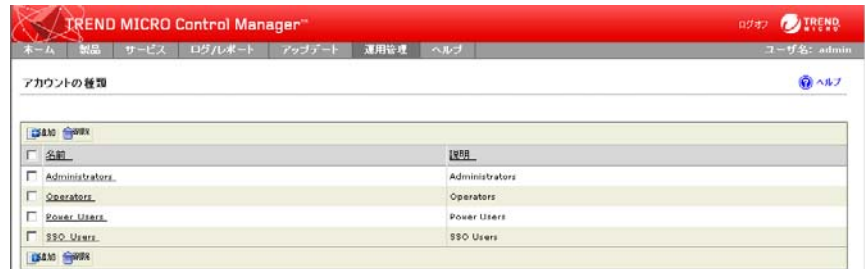 TREND MICRO Control Manager™
ログオフ TREND MICRO
ホーム 製品 サービス ログ/レポート アップデート 運用管理 ヘルプ ユーザ名: admin
アカウントの種類 ヘルプ
追加 削除
名前 説明
Administrators Administrators
Operators Operators
Power Users Power Users
SSO Users SSO Users
追加 削除